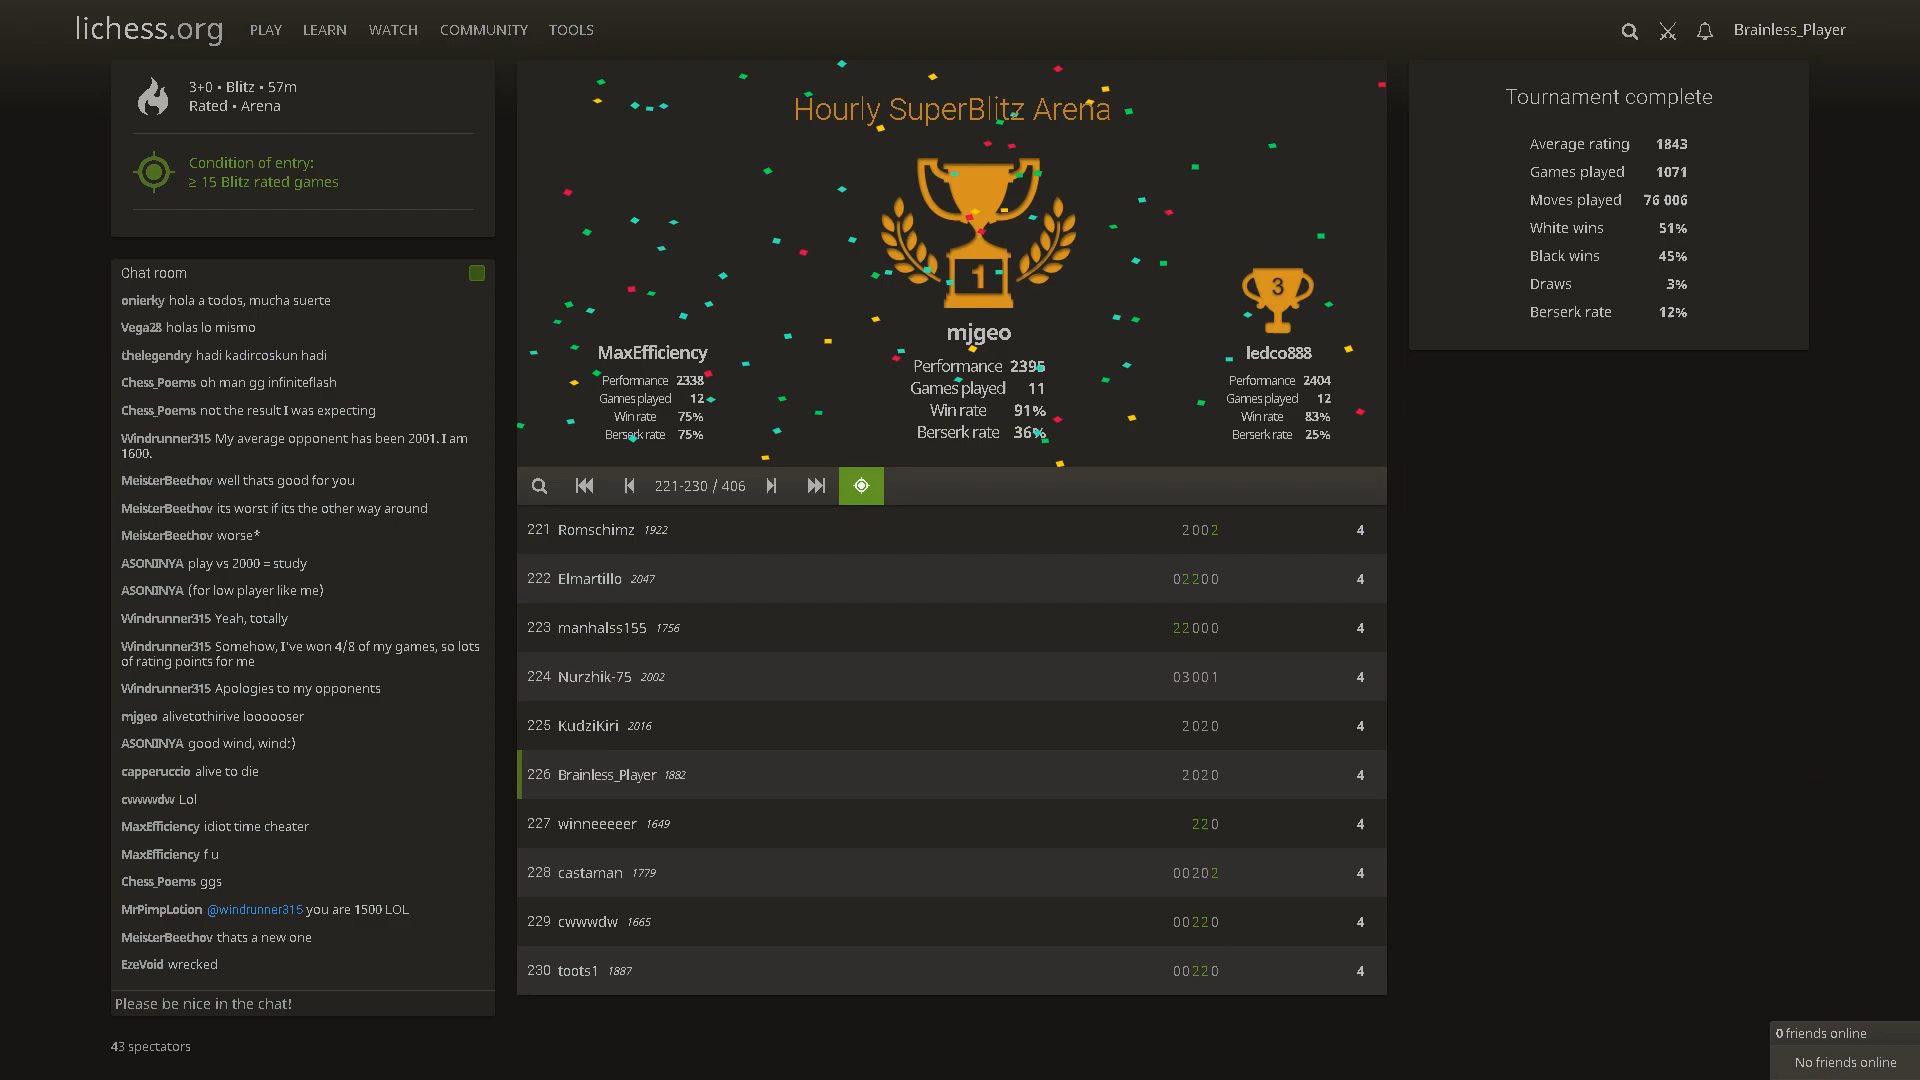 lichess.org PLAY LEARN WATCH COMMUNITY TOOLS Brainless_Player
3+0 • Blitz • 57m
Rated • Arena
Condition of entry:
≥ 15 Blitz rated games
Chat room
onierky hola a todos, mucha suerte
Vega28 holas lo mismo
thelegendry hadi kadircoskun hadi
Chess_Poems oh man gg infiniteflash
Chess_Poems not the result I was expecting
Windrunner315 My average opponent has been 2001. I am
1600.
MeisterBeethov well thats good for you
MeisterBeethov its worst if its the other way around
MeisterBeethov worse*
ASONINYA play vs 2000 = study
ASONINYA (for low player like me)
Windrunner315 Yeah, totally
Windrunner315 Somehow, I've won 4/8 of my games, so lots
of rating points for me
Windrunner315 Apologies to my opponents
mjgeo alivetothirive loooooser
ASONINYA good wind, wind:)
capperuccio alive to die
cwwwdw Lol
MaxEfficiency idiot time cheater
MaxEfficiency f u
Chess_Poems ggs
MrPimpLotion @windrunner315 you are 1500 LOL
MeisterBeethov thats a new one
EzeVoid wrecked
Please be nice in the chat!
43 spectators
Hourly SuperBlitz Arena
1
3
MaxEfficiency
Performance 2338
Games played 12
Win rate 75%
Berserk rate 75%
mjgeo
Performance 2395
Games played 11
Win rate 91%
Berserk rate 36%
ledco888
Performance 2404
Games played 12
Win rate 83%
Berserk rate 25%
221-230 / 406
221 Romschimz 1922 2002 4
222 Elmartillo 2047 02200 4
223 manhalss155 1756 22000 4
224 Nurzhik-75 2002 03001 4
225 KudziKiri 2016 2020 4
226 Brainless_Player 1882 2020 4
227 winneeeeer 1649 220 4
228 castaman 1779 00202 4
229 cwwwdw 1665 00220 4
230 toots1 1887 00220 4
Tournament complete
Average rating 1843
Games played 1071
Moves played 76 006
White wins 51%
Black wins 45%
Draws 3%
Berserk rate 12%
0 friends online
No friends online